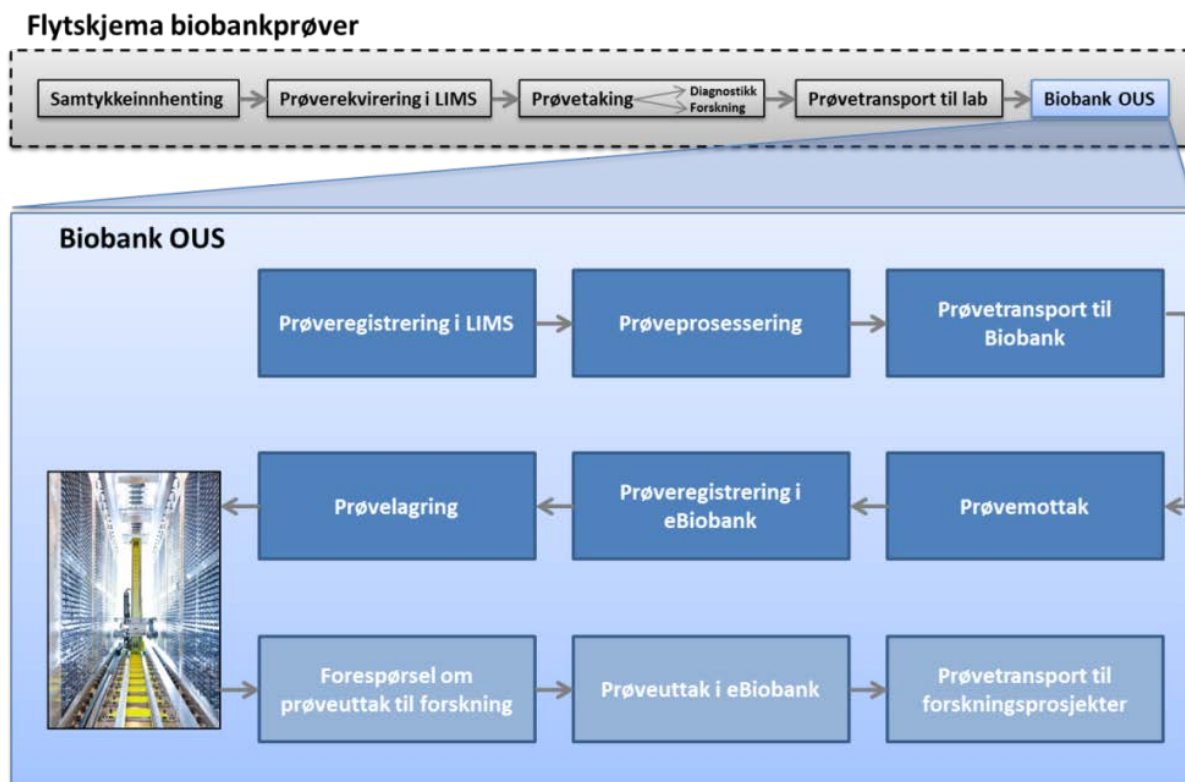 Flytskjema biobankprøver
Samtykkeinnhenting
Prøverekvirering i LIMS
Prøvetaking
Diagnostikk
Forskning
Prøvetransport til lab
Biobank OUS
Biobank OUS
Prøveregistrering i LIMS
Prøveprosessering
Prøvetransport til
Biobank
Prøvelagring
Prøveregistrering i
eBiobank
Prøvemottak
Forespørsel om
prøveuttak til forskning
Prøveuttak i eBiobank
Prøvetransport til
forskningsprosjekter